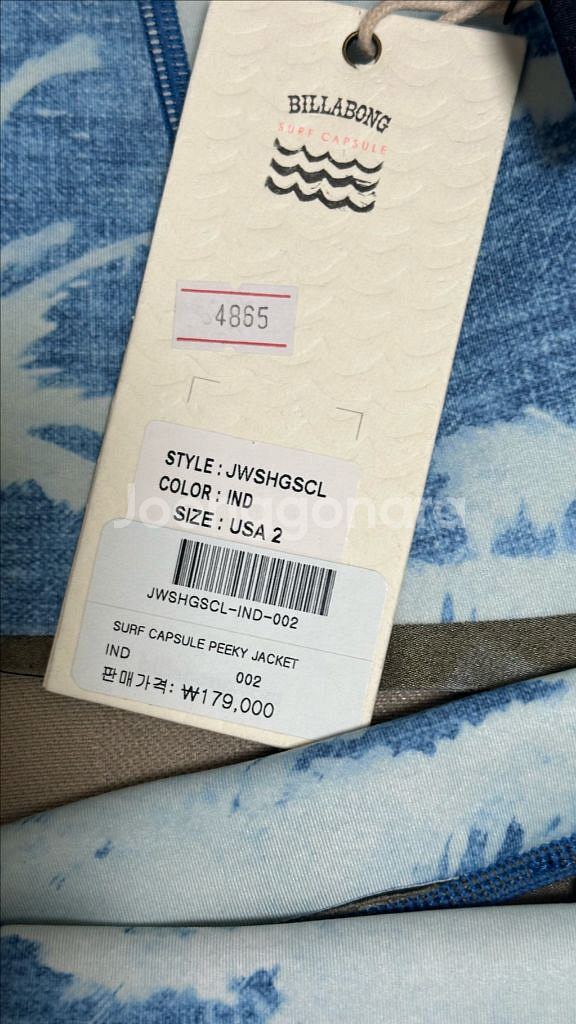 BILLABONG
SURF CAPSULE
4865
STYLE : JWSHGSCL
COLOR : IND
SIZE : USA 2
Joonggonara
JWSHGSCL-IND-002
SURF CAPSULE PEEKY JACKET
IND 002
판매가격: ₩179,000